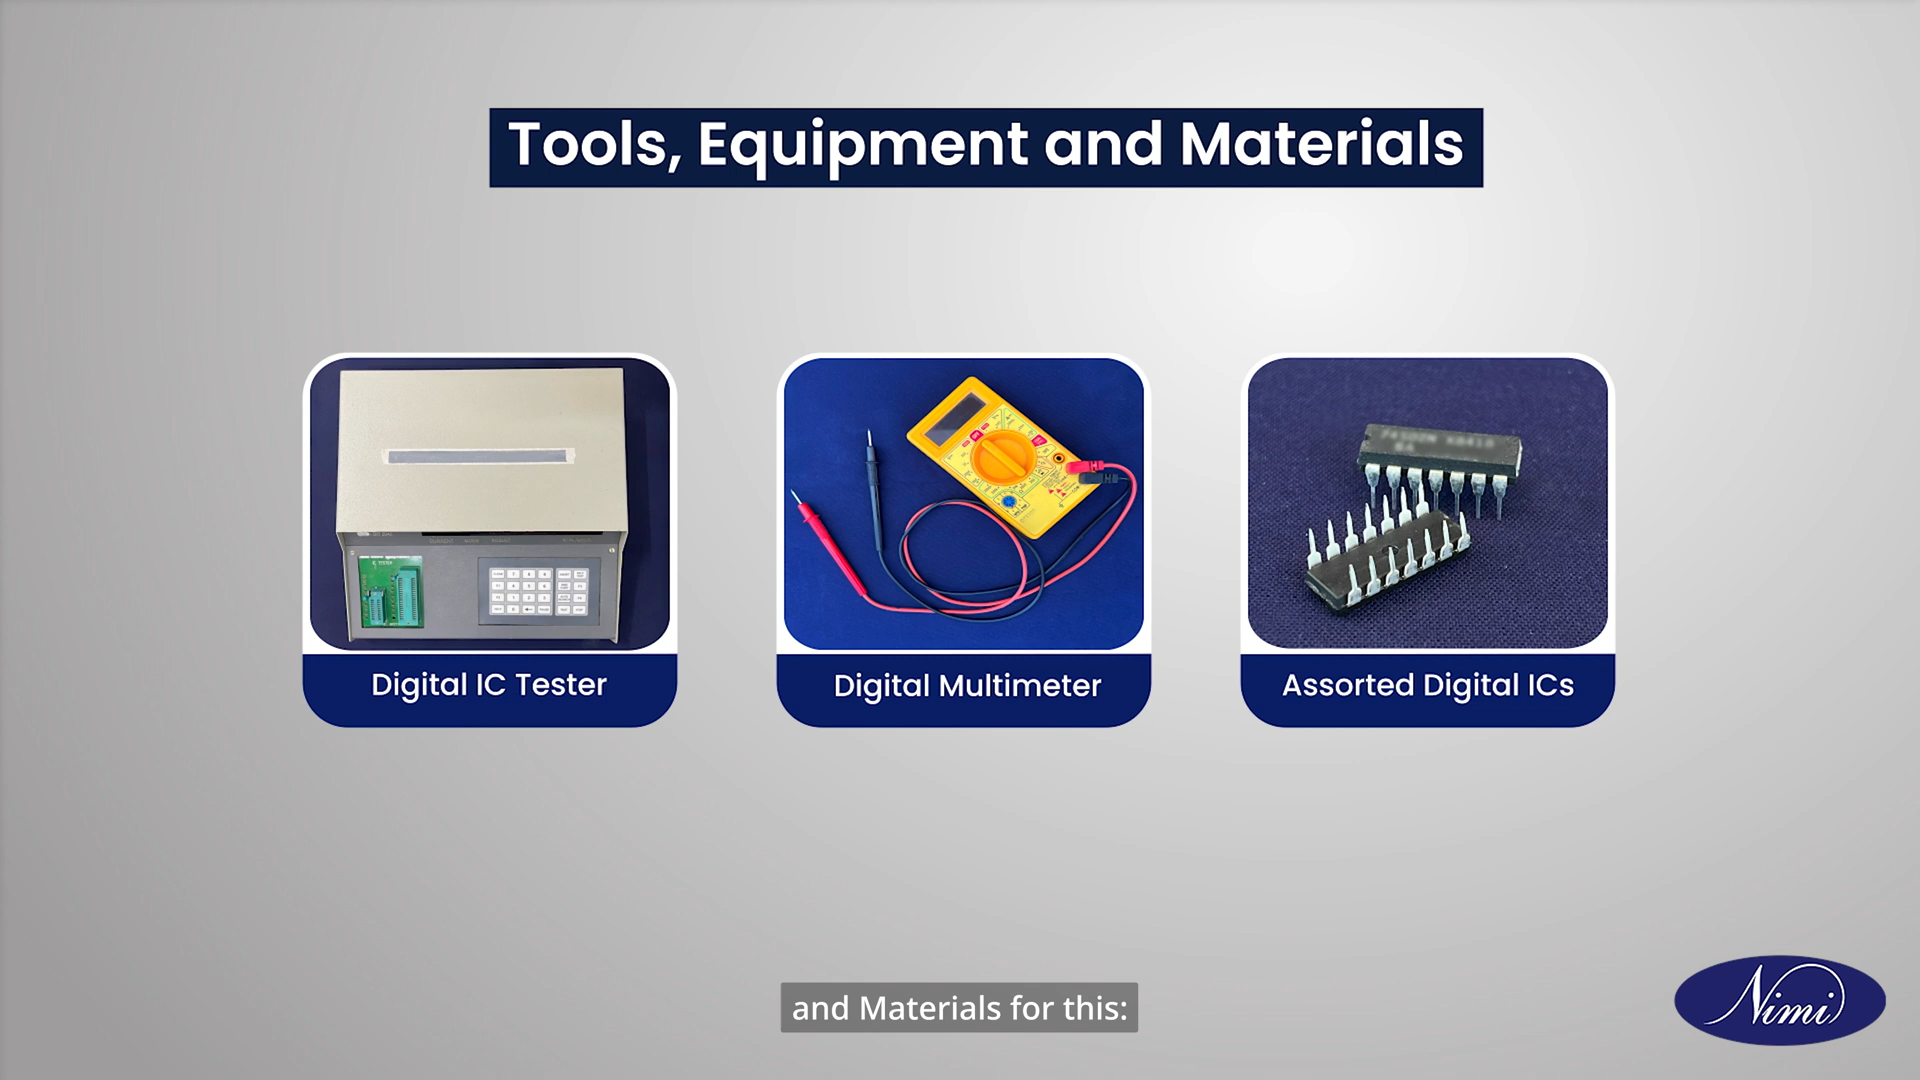 Tools, Equipment and Materials
Digital IC Tester
Digital Multimeter
Assorted Digital ICs
and Materials for this:
Nimi